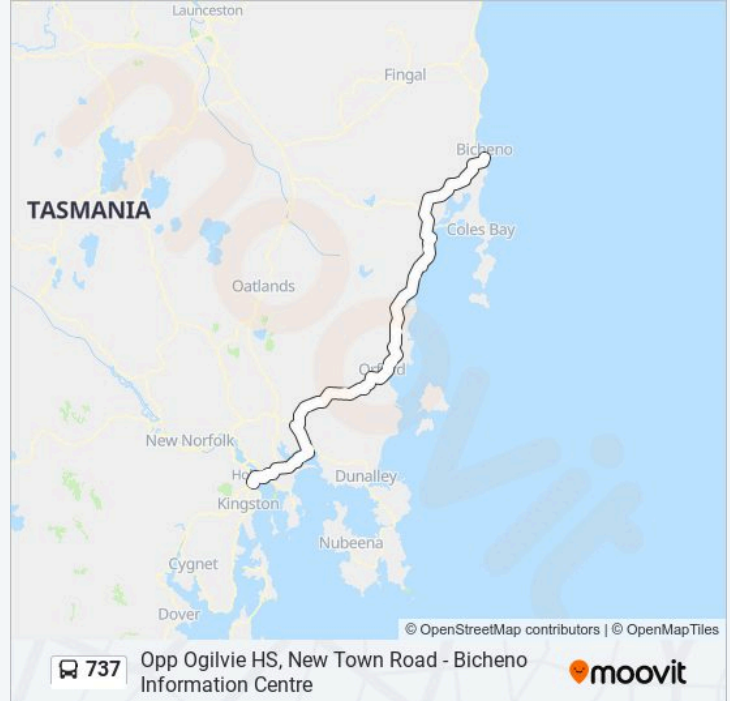 Launceston
Fingal
Bicheno
TASMANIA
Coles Bay
Oatlands
New Norfolk
Dunalley
Kingston
Nubeena
Cygnet
Dover
moovit
© OpenStreetMap contributors | © OpenMapTiles
737
Opp Ogilvie HS, New Town Road - Bicheno
Information Centre
moovit